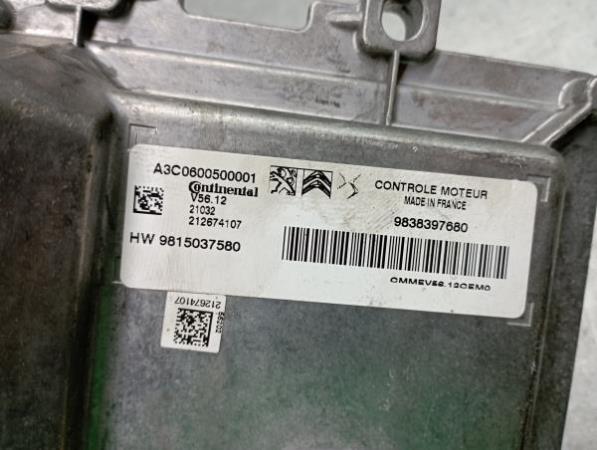 A3C0600500001
Continental
V56.12
21032
212674107
HW 9815037580
CONTROLE MOTEUR
MADE IN FRANCE
9838397680
CMMEV56.12CEM0
212674107